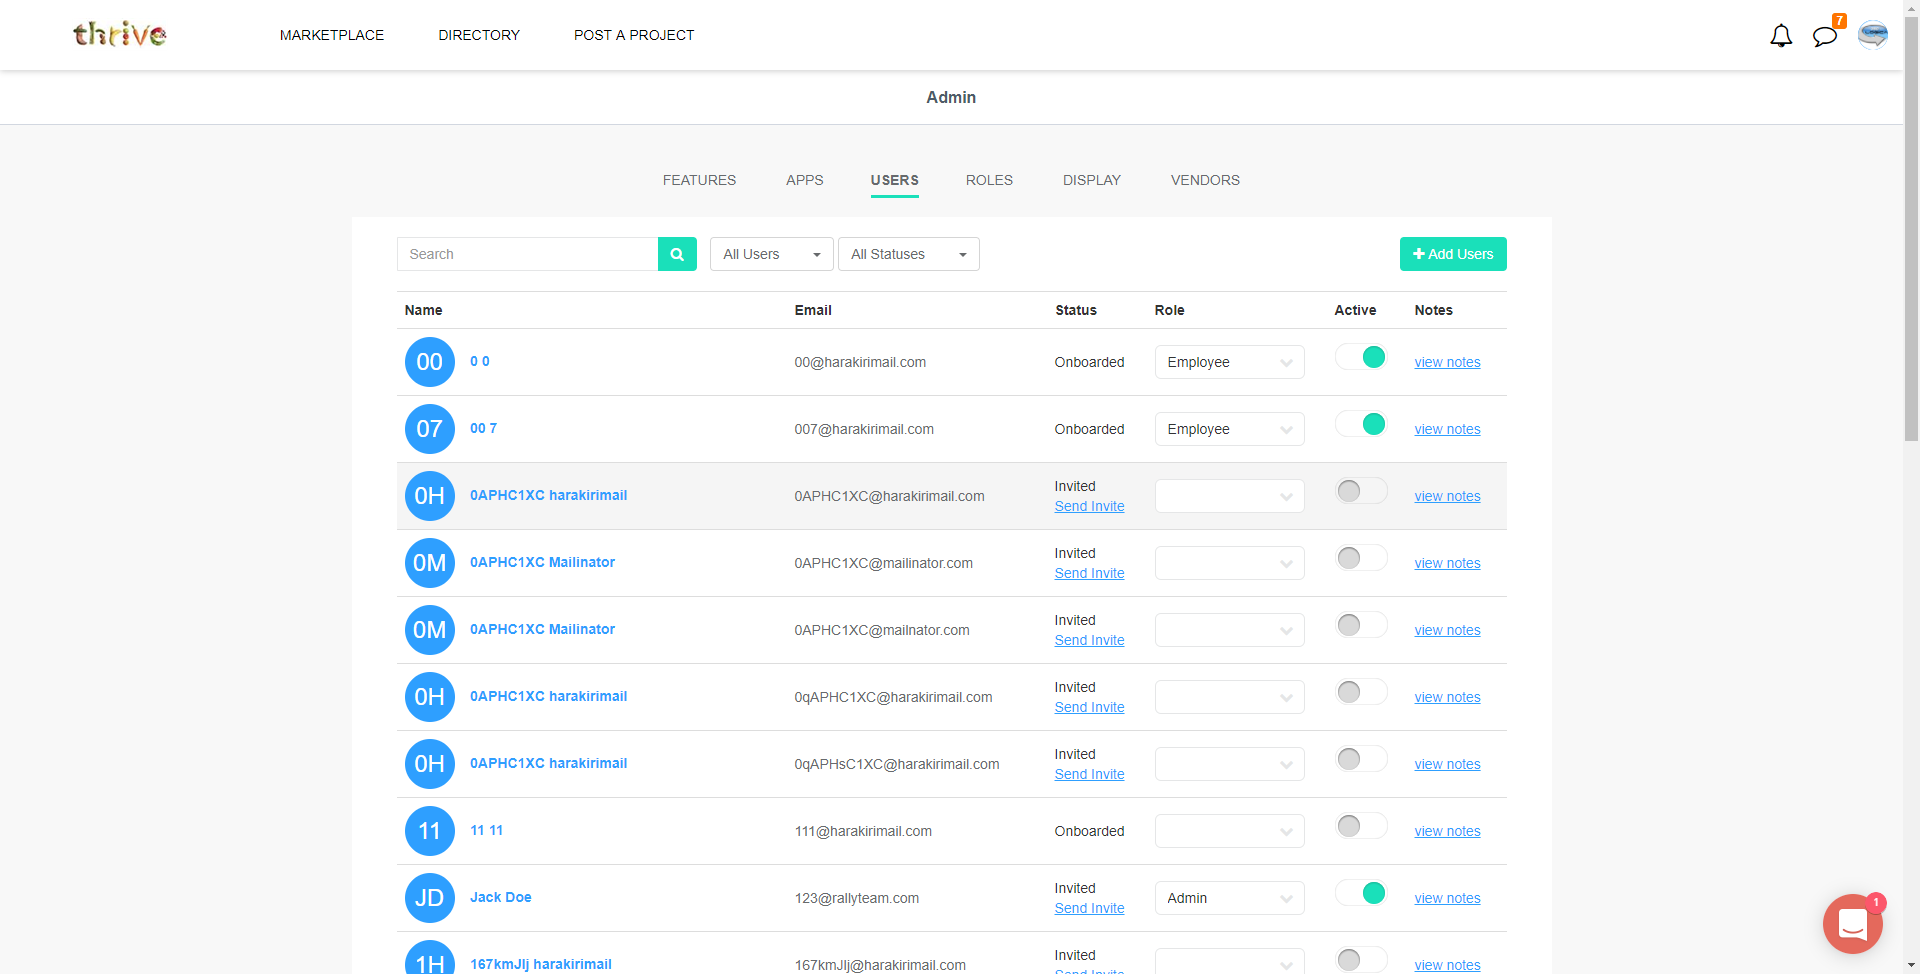 thrive
MARKETPLACE DIRECTORY POST A PROJECT 7
Admin
FEATURES APPS USERS ROLES DISPLAY VENDORS
Search All Users All Statuses Add Users
Name Email Status Role Active Notes
00 0 0 00@harakirimail.com Onboarded Employee view notes
07 00 7 007@harakirimail.com Onboarded Employee view notes
0H 0APHC1XC harakirimail 0APHC1XC@harakirimail.com Invited view notes
Send Invite
0M 0APHC1XC Mailinator 0APHC1XC@mailinator.com Invited view notes
Send Invite
0M 0APHC1XC Mailinator 0APHC1XC@mailnator.com Invited view notes
Send Invite
0H 0APHC1XC harakirimail 0qAPHC1XC@harakirimail.com Invited view notes
Send Invite
0H 0APHC1XC harakirimail 0qAPHsC1XC@harakirimail.com Invited view notes
Send Invite
11 11 11 111@harakirimail.com Onboarded view notes
JD Jack Doe 123@rallyteam.com Invited Admin view notes
Send Invite
1
1H 167kmJlj harakirimail 167kmJlj@harakirimail.com Invited view notes
Send Invite